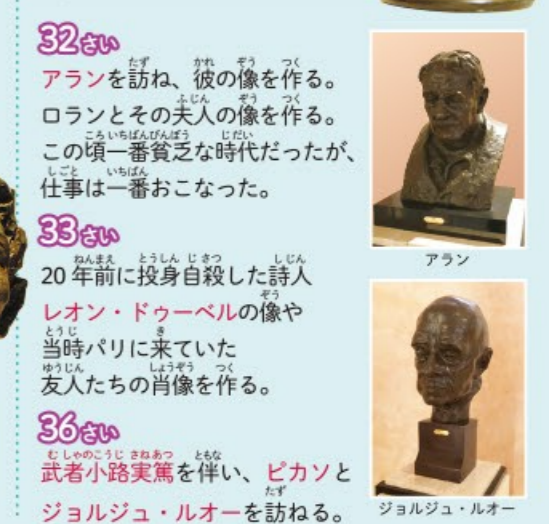 32さい
アランを訪ね、彼の像を作る。
ロランとその夫人の像を作る。
この頃一番貧乏な時代だったが、
仕事は一番おこなった。
33さい
20年前に投身自殺した詩人
レオン・ドゥーベルの像や
当時パリに来ていた
友人たちの肖像を作る。
36さい
武者小路実篤を伴い、ピカソと
ジョルジュ・ルオーを訪ねる。
アラン
ジョルジュ・ルオー